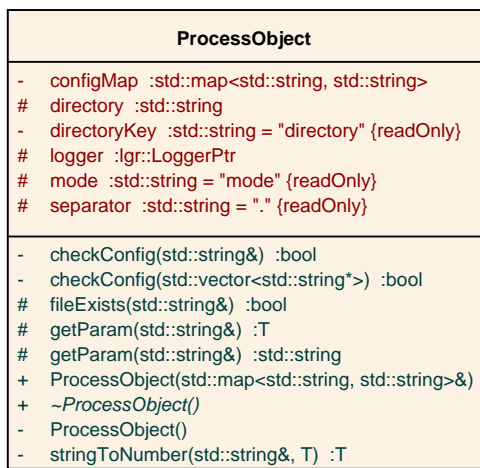 ProcessObject
- configMap :std::map<std::string, std::string>
# directory :std::string
- directoryKey :std::string = "directory" {readOnly}
# logger :lgr::LoggerPtr
# mode :std::string = "mode" {readOnly}
# separator :std::string = "." {readOnly}
- checkConfig(std::string&) :bool
- checkConfig(std::vector<std::string*>) :bool
# fileExists(std::string&) :bool
# getParam(std::string&) :T
# getParam(std::string&) :std::string
+ ProcessObject(std::map<std::string, std::string>&)
+ ~ProcessObject()
- ProcessObject()
- stringToNumber(std::string&, T) :T